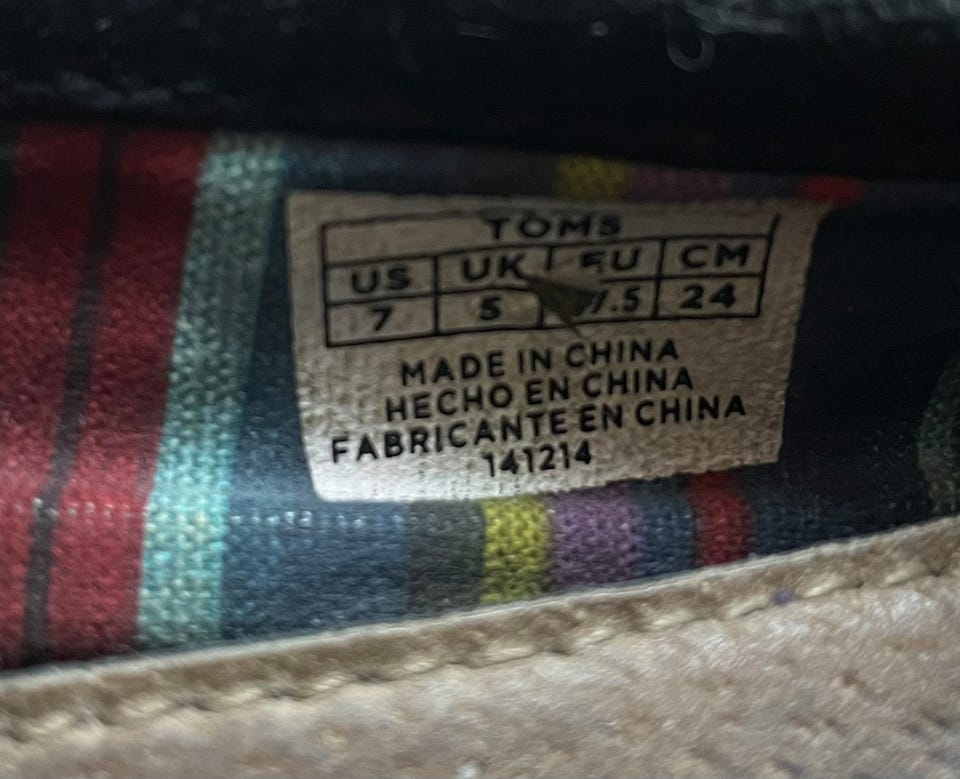 TOMS
US UK EU CM
7 5 7.5 24
MADE IN CHINA
HECHO EN CHINA
FABRICANTE EN CHINA
141214